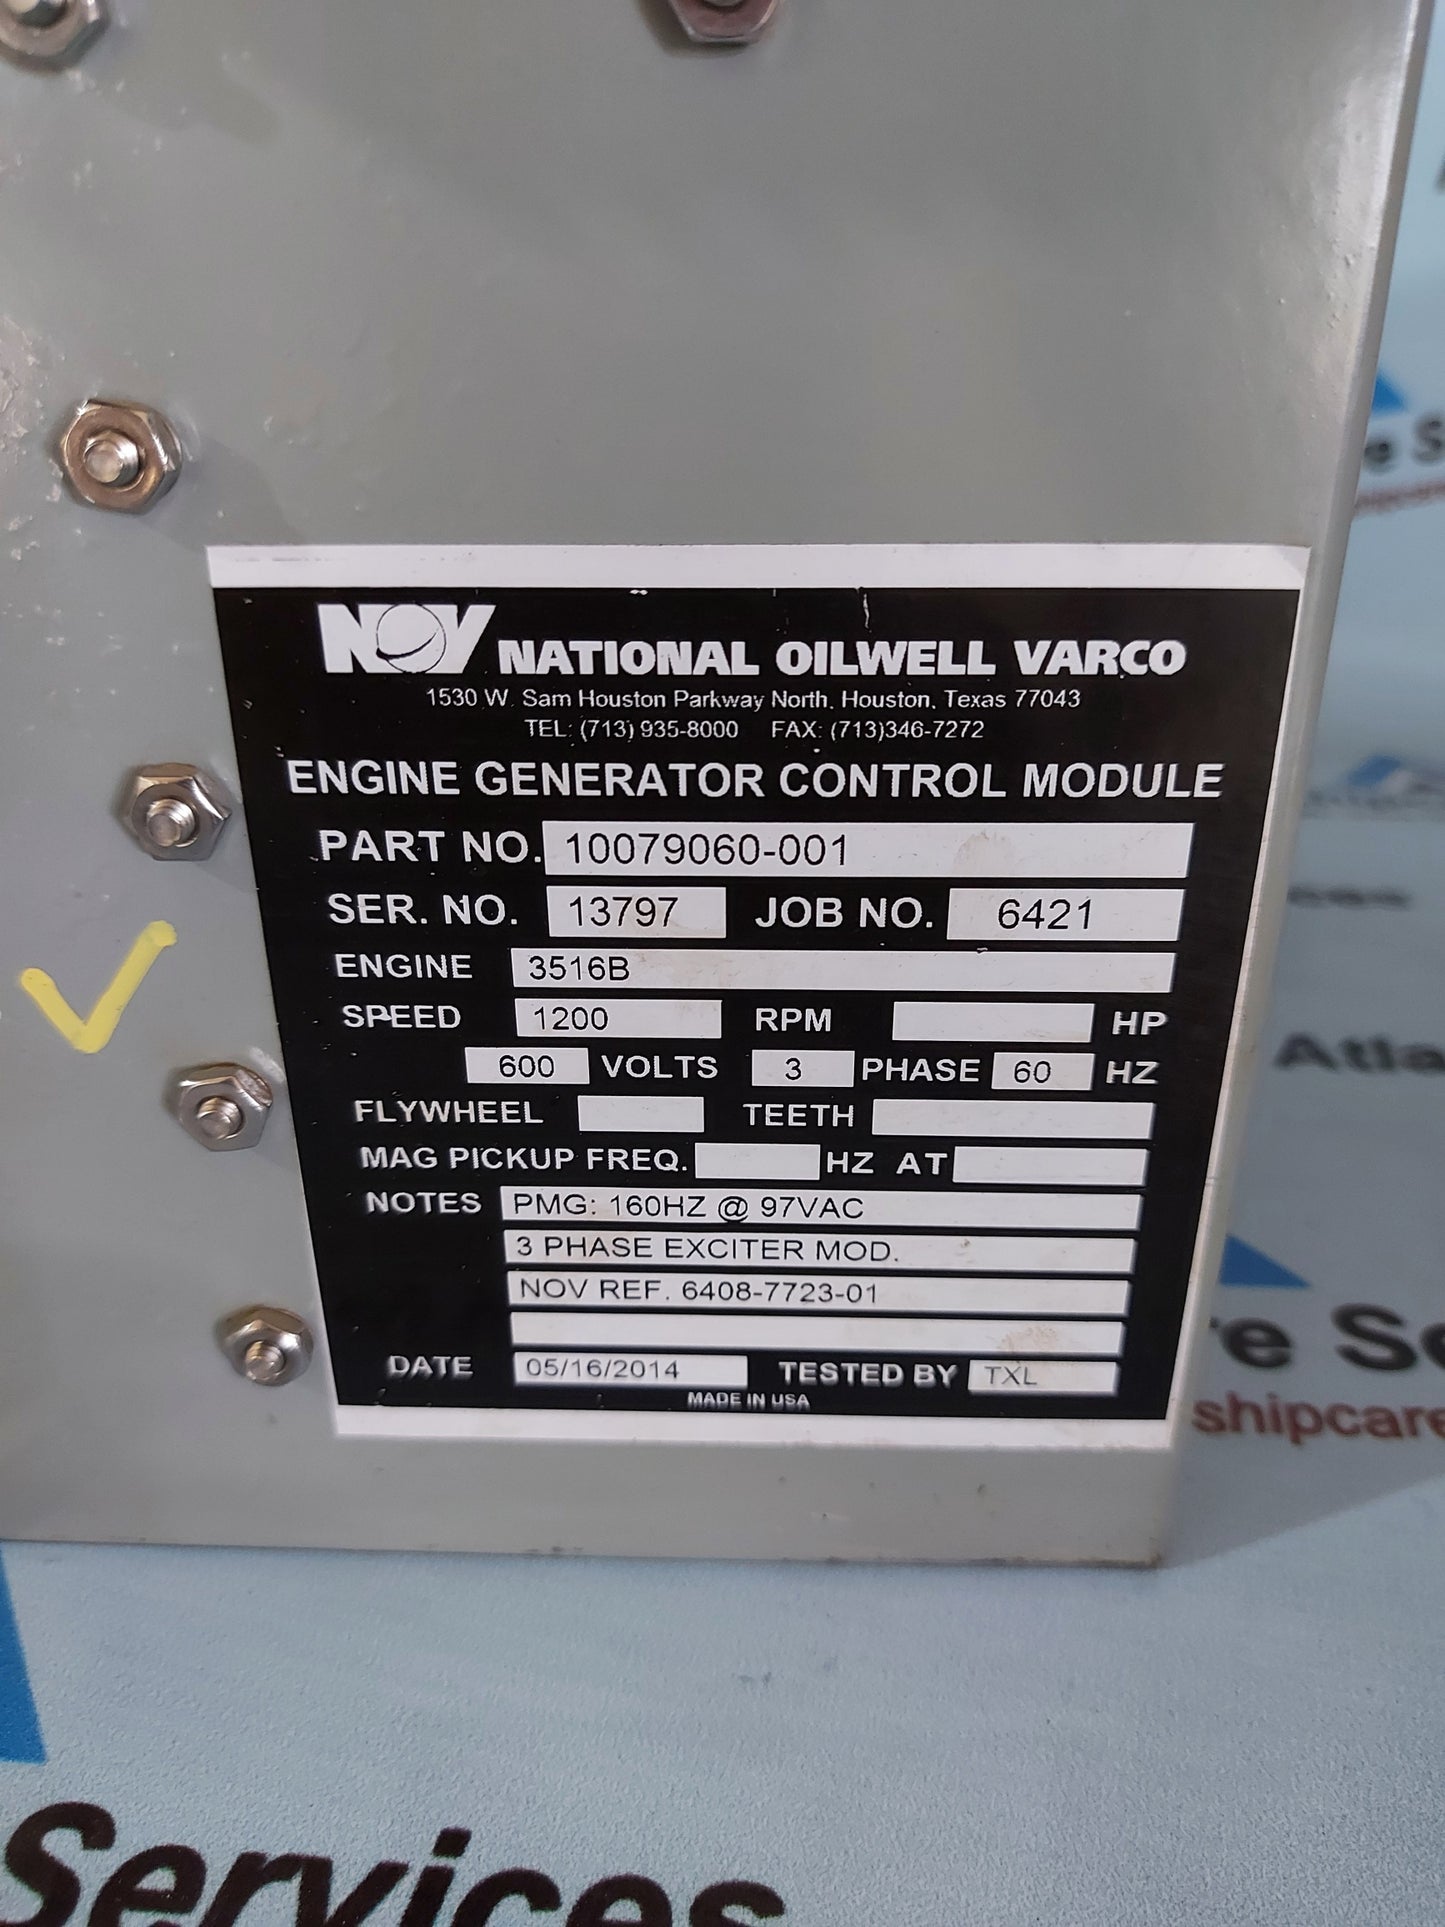 NOV NATIONAL OILWELL VARCO
1530 W. Sam Houston Parkway North, Houston, Texas 77043
TEL: (713) 935-8000 FAX: (713)346-7272
ENGINE GENERATOR CONTROL MODULE
PART NO. 10079060-001
SER. NO. 13797 JOB NO. 6421
ENGINE 3516B
SPEED 1200 RPM HP
600 VOLTS 3 PHASE 60 HZ
FLYWHEEL TEETH
MAG PICKUP FREQ. HZ AT
NOTES PMG: 160HZ @ 97VAC
3 PHASE EXCITER MOD.
NOV REF. 6408-7723-01
DATE 05/16/2014 TESTED BY TXL
MADE IN USA
shipcare
Services